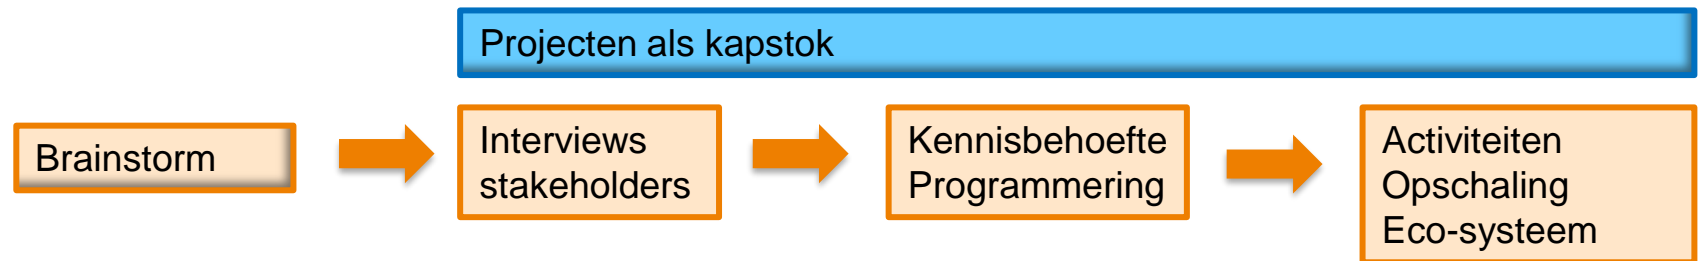 Projecten als kapstok
Brainstorm
Interviews
stakeholders
Kennisbehoefte
Programmering
Activiteiten
Opschaling
Eco-systeem